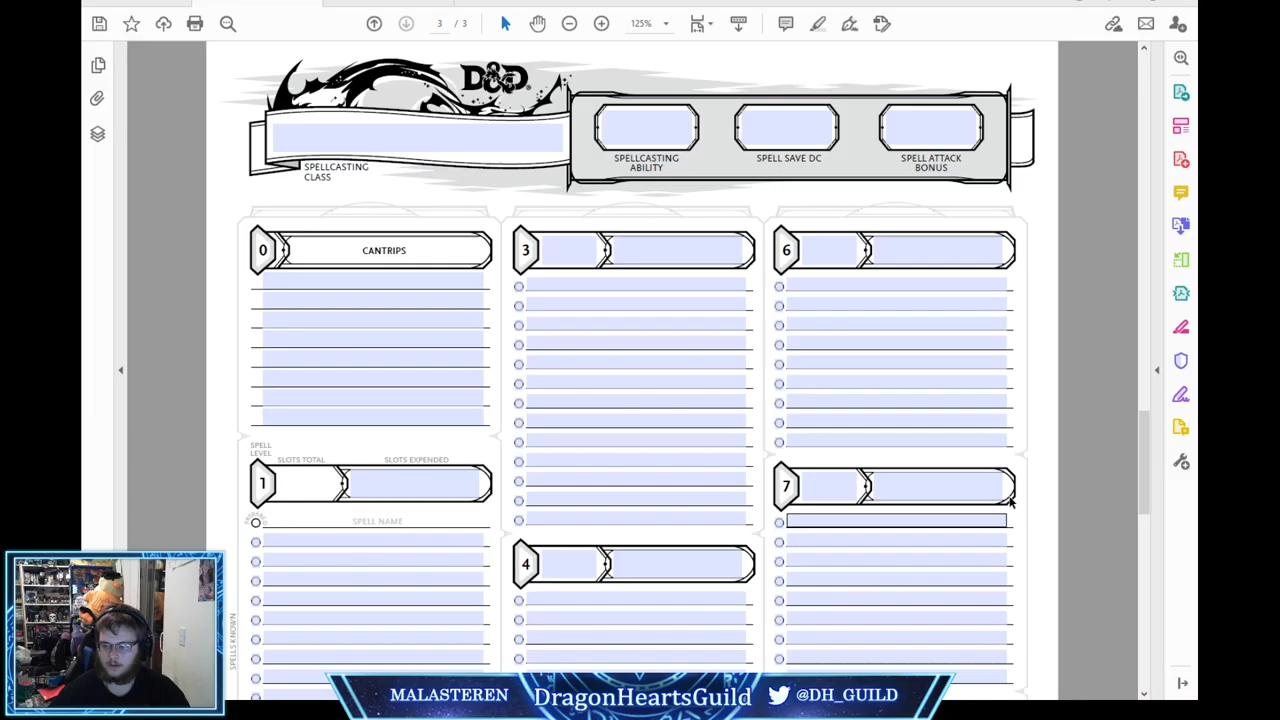 3 / 3
125%
D&D
SPELLCASTING
CLASS
SPELLCASTING
ABILITY
SPELL SAVE DC
SPELL ATTACK
BONUS
0
CANTRIPS
SPELL
LEVEL
SLOTS TOTAL
SLOTS EXPENDED
1
PREPARED
SPELL NAME
SPELLS KNOWN
3
4
6
7
MALASTEREN
DragonHeartsGuild
@DH_GUILD